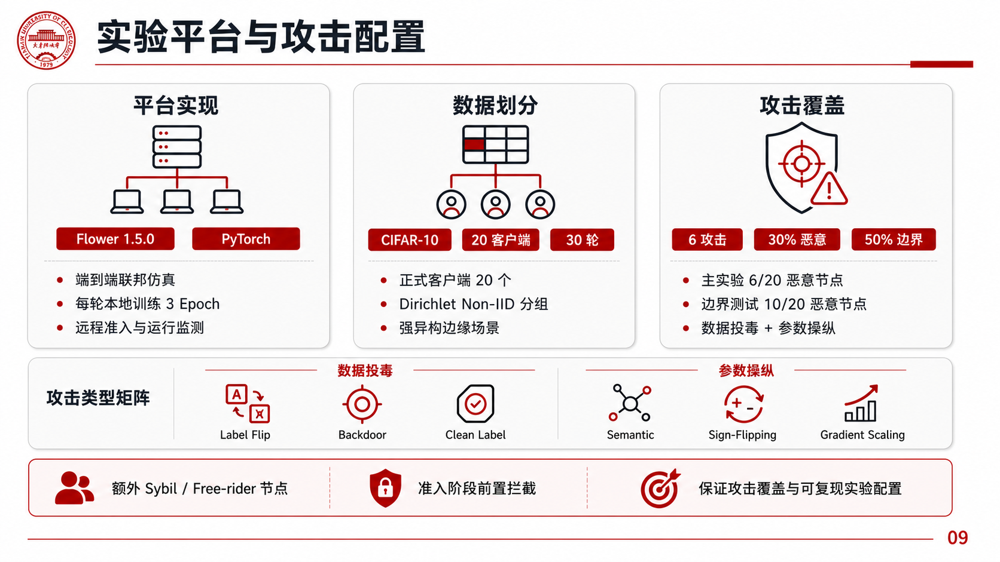 实验平台与攻击配置
1979
平台实现
Flower 1.5.0
PyTorch
端到端联邦仿真
每轮本地训练 3 Epoch
远程准入与运行监测
数据划分
CIFAR-10
20 客户端
30 轮
正式客户端 20 个
Dirichlet Non-IID 分组
强异构边缘场景
攻击覆盖
6 攻击
30% 恶意
50% 边界
主实验 6/20 恶意节点
边界测试 10/20 恶意节点
数据投毒 + 参数操纵
攻击类型矩阵
数据投毒
A
Label Flip
Backdoor
Clean Label
参数操纵
Semantic
+ -
Sign-Flipping
Gradient Scaling
额外 Sybil / Free-rider 节点
准入阶段前置拦截
保证攻击覆盖与可复现实验配置
09